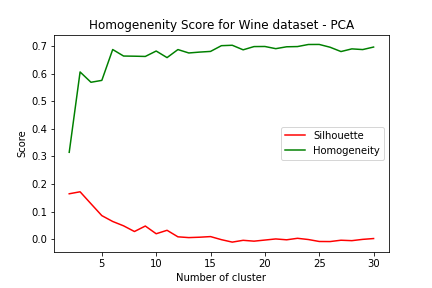 Homogenenity Score for Wine dataset - PCA
0.7
0.6
0.5
0.4
0.3
0.2
0.1
0.0
Score
Silhouette
Homogeneity
5 10 15 20 25 30
Number of cluster